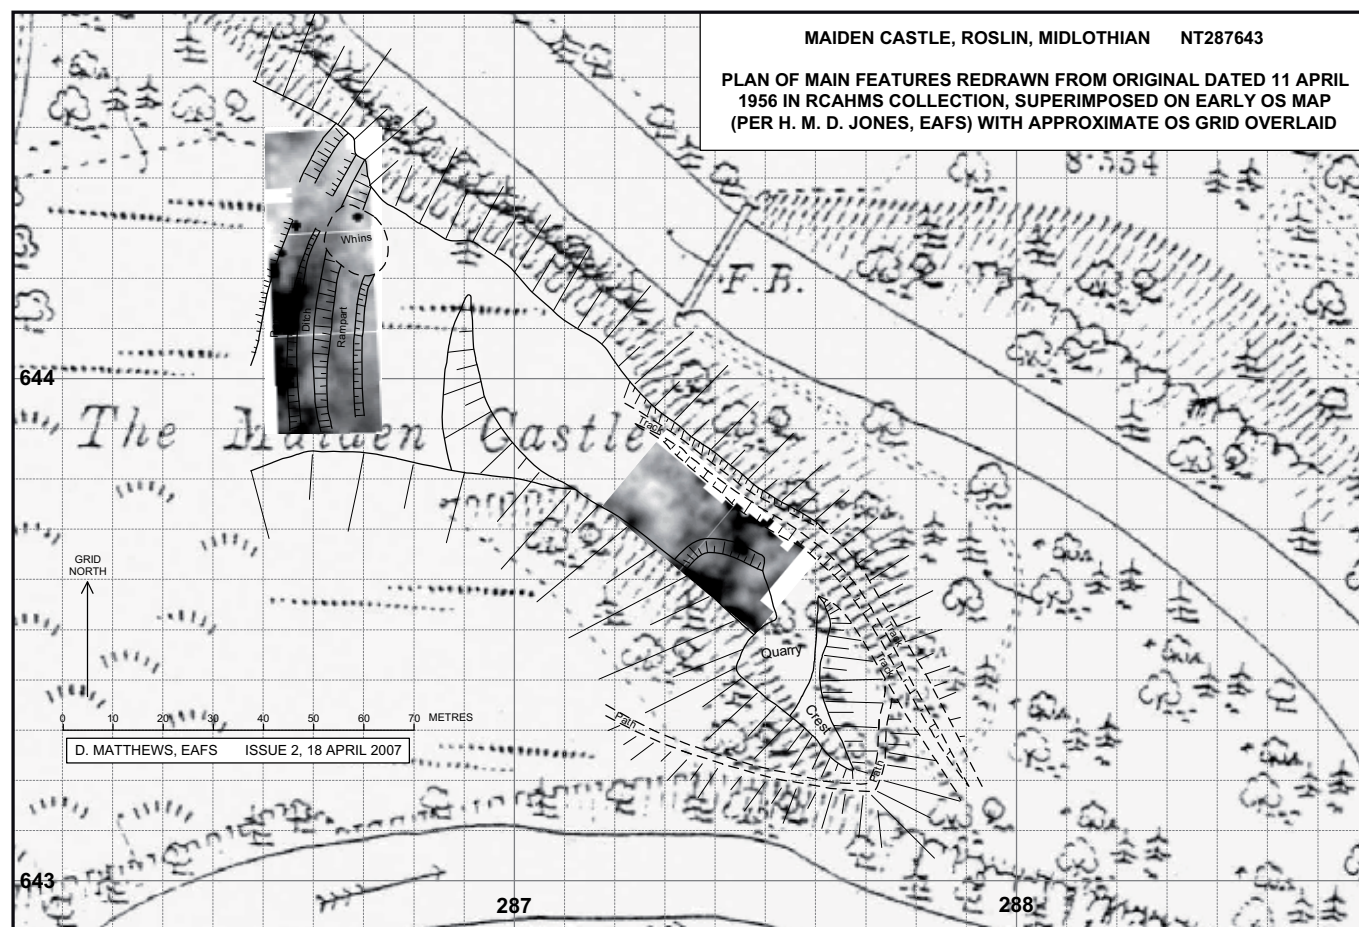 MAIDEN CASTLE, ROSLIN, MIDLOTHIAN NT287643
PLAN OF MAIN FEATURES REDRAWN FROM ORIGINAL DATED 11 APRIL
1956 IN RCAHMS COLLECTION, SUPERIMPOSED ON EARLY OS MAP
(PER H. M. D. JONES, EAFS) WITH APPROXIMATE OS GRID OVERLAID
8·554
Whins
F.B.
Ditch
Rampart
644
The Maiden Castle
Track
GRID
NORTH
Quarry
Track
Track
Crest
Path
Path
0 10 20 30 40 50 60 70 METRES
D. MATTHEWS, EAFS ISSUE 2, 18 APRIL 2007
643
287
288